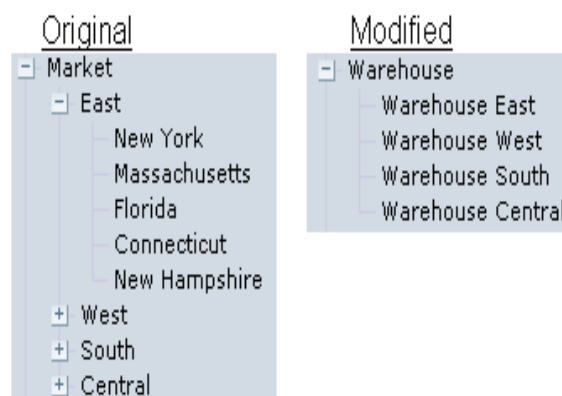 Original
Market
East
New York
Massachusetts
Florida
Connecticut
New Hampshire
West
South
Central
Modified
Warehouse
Warehouse East
Warehouse West
Warehouse South
Warehouse Central